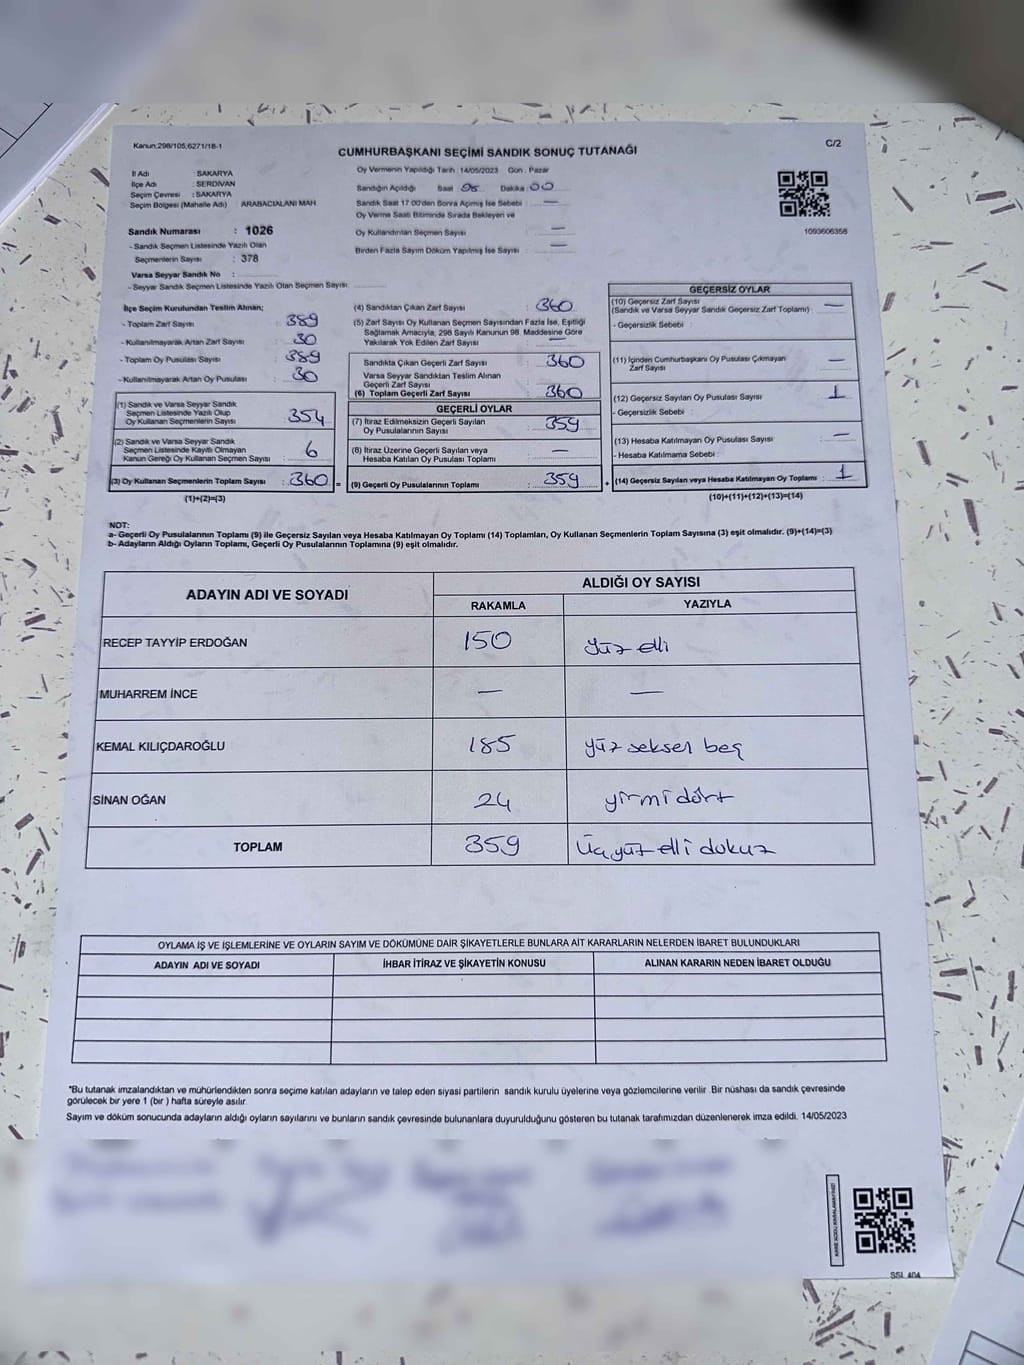 Kanun:298/105,6271/18-1
C/2
CUMHURBAŞKANI SEÇİMİ SANDIK SONUÇ TUTANAĞI
İl Adı SAKARYA
İlçe Adı : SERDİVAN
Seçim Çevresi : SAKARYA
Seçim Bölgesi (Mahalle Adı) ARABACIALANI MAH.
Sandık Numarası : 1026
- Sandık Seçmen Listesinde Yazılı Olan
Seçmenlerin Sayısı : 378
Varsa Seyyar Sandık No :
- Seyyar Sandık Seçmen Listesinde Yazılı Olan Seçmen Sayısı
Oy Vermenin Yapıldığı Tarih : 14/05/2023 Gün : Pazar
Sandığın Açıldığı Saat : 08 Dakika : 00
Sandık Saat 17:00'den Sonra Açımış İse Sebebi : —
Oy Verme Saati Bitiminde Sırada Bekleyen ve
Oy Kullandırılan Seçmen Sayısı : —
Birden Fazla Sayım Döküm Yapılmış İse Sayısı : —
1093606358
İlçe Seçim Kurulundan Teslim Alınan;
- Toplam Zarf Sayısı : 389
- Kullanılmayarak Artan Zarf Sayısı : 30
- Toplam Oy Pusulası Sayısı : 389
- Kullanılmayarak Artan Oy Pusulası : 30
(1) Sandık ve Varsa Seyyar Sandık
Seçmen Listesinde Yazılı Olup
Oy Kullanan Seçmenlerin Sayısı : 354
(2) Sandık ve Varsa Seyyar Sandık
Seçmen Listesinde Kayıtlı Olmayan
Kanun Gereği Oy Kullanan Seçmen Sayısı : 6
(3) Oy Kullanan Seçmenlerin Toplam Sayısı : 360 =
(1)+(2)=(3)
(4) Sandıktan Çıkan Zarf Sayısı : 360
(5) Zarf Sayısı Oy Kullanan Seçmen Sayısından Fazla İse, Eşitliği
Sağlamak Amacıyla, 298 Sayılı Kanunun 98. Maddesine Göre
Yakılarak Yok Edilen Zarf Sayısı : —
Sandıkta Çıkan Geçerli Zarf Sayısı : 360
Varsa Seyyar Sandıktan Teslim Alınan
Geçerli Zarf Sayısı
(6) Toplam Geçerli Zarf Sayısı : 360
GEÇERLİ OYLAR
(7) İtiraz Edilmeksizin Geçerli Sayılan
Oy Pusulalarının Sayısı : 359
(8) İtiraz Üzerine Geçerli Sayılan veya
Hesaba Katılan Oy Pusulası Toplamı : —
(9) Geçerli Oy Pusulalarının Toplamı : 359 +
GEÇERSİZ OYLAR
(10) Geçersiz Zarf Sayısı
(Sandık ve Varsa Seyyar Sandık Geçersiz Zarf Toplamı) : —
- Geçersizlik Sebebi :
(11) İçinden Cumhurbaşkanı Oy Pusulası Çıkmayan
Zarf Sayısı : —
(12) Geçersiz Sayılan Oy Pusulası Sayısı : 1
- Geçersizlik Sebebi :
(13) Hesaba Katılmayan Oy Pusulası Sayısı : —
- Hesaba Katılmama Sebebi :
(14) Geçersiz Sayılan veya Hesaba Katılmayan Oy Toplamı : 1
(10)+(11)+(12)+(13)=(14)
NOT:
a- Geçerli Oy Pusulalarının Toplamı (9) ile Geçersiz Sayılan veya Hesaba Katılmayan Oy Toplamı (14) Toplamları, Oy Kullanan Seçmenlerin Toplam Sayısına (3) eşit olmalıdır. (9)+(14)=(3)
b- Adayların Aldığı Oyların Toplamı, Geçerli Oy Pusulalarının Toplamına (9) eşit olmalıdır.
ADAYIN ADI VE SOYADI ALDIĞI OY SAYISI
RAKAMLA YAZIYLA
RECEP TAYYİP ERDOĞAN 150 Yüz elli
MUHARREM İNCE — —
KEMAL KILIÇDAROĞLU 185 yüz seksen beş
SİNAN OĞAN 24 yirmi dört
TOPLAM 359 Üçyüz elli dokuz
OYLAMA İŞ VE İŞLEMLERİNE VE OYLARIN SAYIM VE DÖKÜMÜNE DAİR ŞİKAYETLERLE BUNLARA AİT KARARLARIN NELERDEN İBARET BULUNDUKLARI
ADAYIN ADI VE SOYADI İHBAR İTİRAZ VE ŞİKAYETİN KONUSU ALINAN KARARIN NEDEN İBARET OLDUĞU
*Bu tutanak imzalandıktan ve mühürlendikten sonra seçime katılan adayların ve talep eden siyasi partilerin sandık kurulu üyelerine veya gözlemcilerine verilir. Bir nüshası da sandık çevresinde
görülecek bir yere 1 (bir) hafta süreyle asılır.
Sayım ve döküm sonucunda adayların aldığı oyların sayılarını ve bunların sandık çevresinde bulunanlara duyurulduğunu gösteren bu tutanak tarafımızdan düzenlenerek imza edildi. 14/05/2023
KARE KODU KARALAMAYINIZ!
SSİ_404